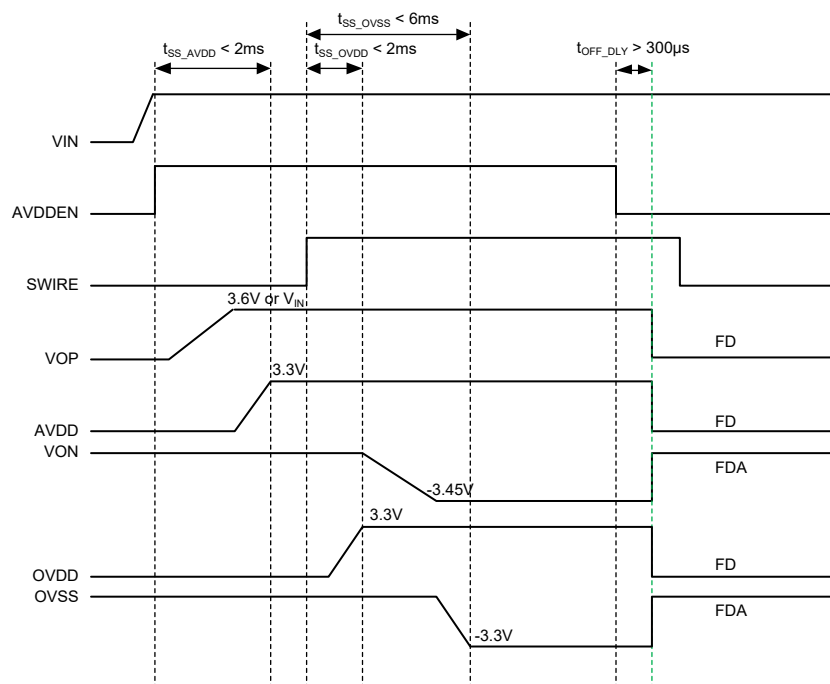 tSS_OVSS < 6ms
tSS_AVDD < 2ms
tSS_OVDD < 2ms
tOFF_DLY > 300µs
VIN
AVDDEN
SWIRE
3.6V or VIN
VOP
FD
3.3V
AVDD
FD
VON
FDA
-3.45V
3.3V
OVDD
FD
OVSS
FDA
-3.3V